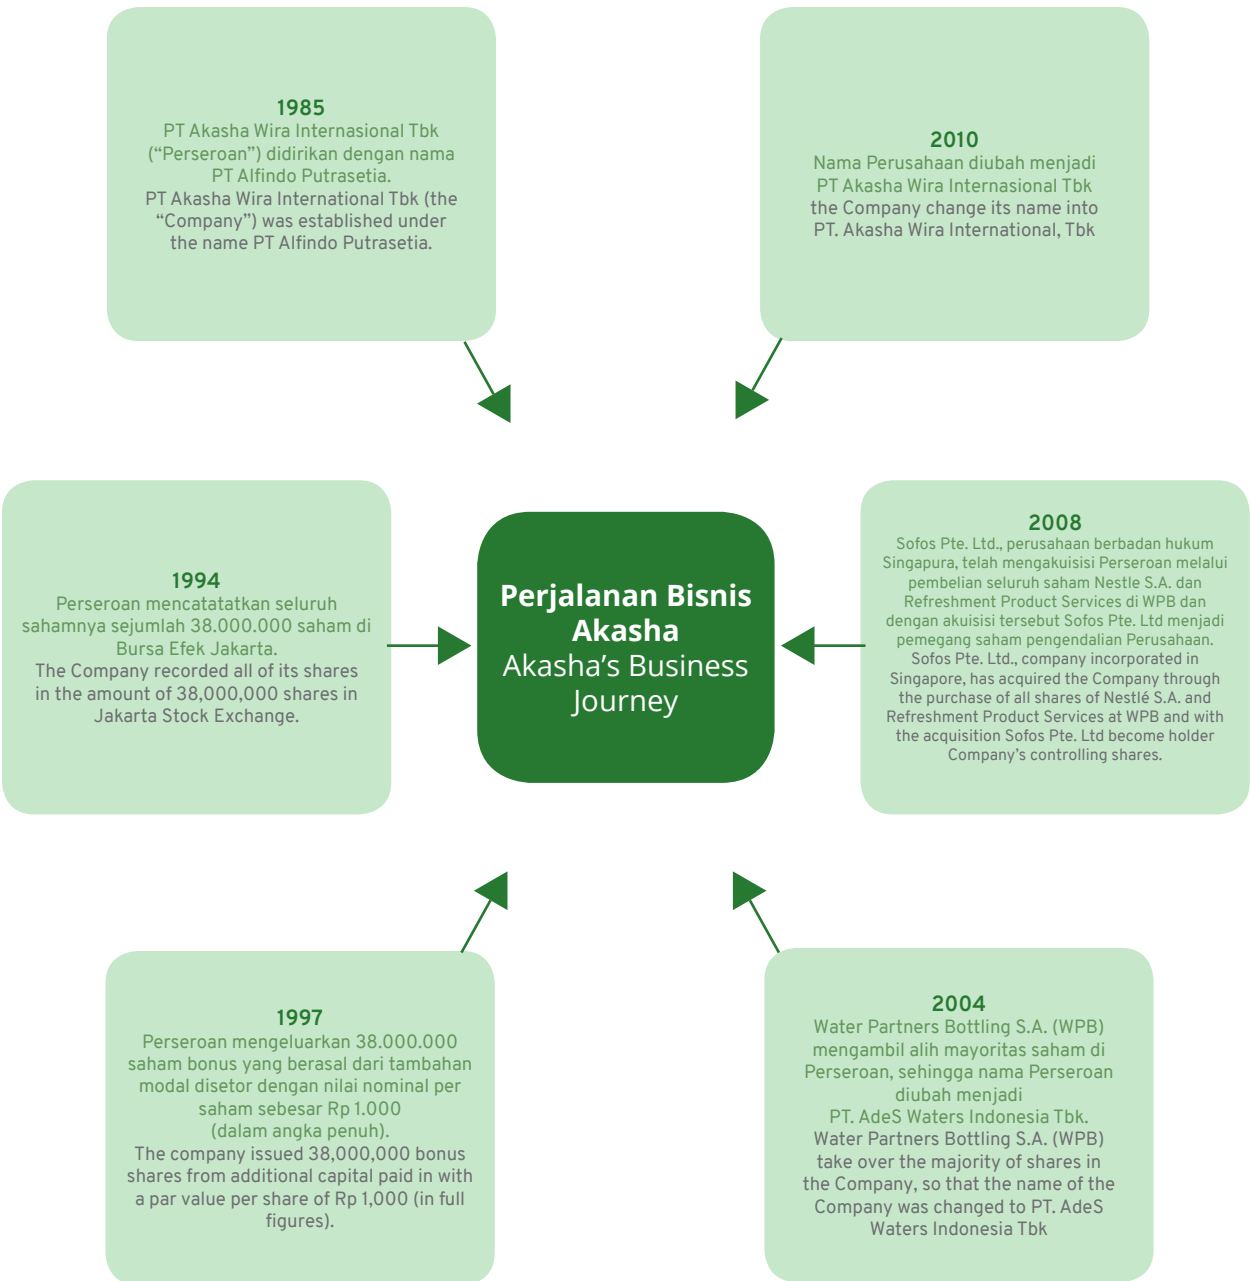 1985
PT Akasha Wira Internasional Tbk
(“Perseroan”) didirikan dengan nama
PT Alfindo Putrasetia.
PT Akasha Wira International Tbk (the
“Company”) was established under
the name PT Alfindo Putrasetia.
2010
Nama Perusahaan diubah menjadi
PT Akasha Wira Internasional Tbk
the Company change its name into
PT. Akasha Wira International, Tbk
1994
Perseroan mencatatatkan seluruh
sahamnya sejumlah 38.000.000 saham di
Bursa Efek Jakarta.
The Company recorded all of its shares
in the amount of 38,000,000 shares in
Jakarta Stock Exchange.
Perjalanan Bisnis
Akasha
Akasha’s Business
Journey
2008
Sofos Pte. Ltd., perusahaan berbadan hukum
Singapura, telah mengakuisisi Perseroan melalui
pembelian seluruh saham Nestle S.A. dan
Refreshment Product Services di WPB dan
dengan akuisisi tersebut Sofos Pte. Ltd menjadi
pemegang saham pengendalian Perusahaan.
Sofos Pte. Ltd., company incorporated in
Singapore, has acquired the Company through
the purchase of all shares of Nestlé S.A. and
Refreshment Product Services at WPB and with
the acquisition Sofos Pte. Ltd become holder
Company’s controlling shares.
1997
Perseroan mengeluarkan 38.000.000
saham bonus yang berasal dari tambahan
modal disetor dengan nilai nominal per
saham sebesar Rp 1.000
(dalam angka penuh).
The company issued 38,000,000 bonus
shares from additional capital paid in with
a par value per share of Rp 1,000 (in full
figures).
2004
Water Partners Bottling S.A. (WPB)
mengambil alih mayoritas saham di
Perseroan, sehingga nama Perseroan
diubah menjadi
PT. AdeS Waters Indonesia Tbk.
Water Partners Bottling S.A. (WPB)
take over the majority of shares in
the Company, so that the name of the
Company was changed to PT. AdeS
Waters Indonesia Tbk